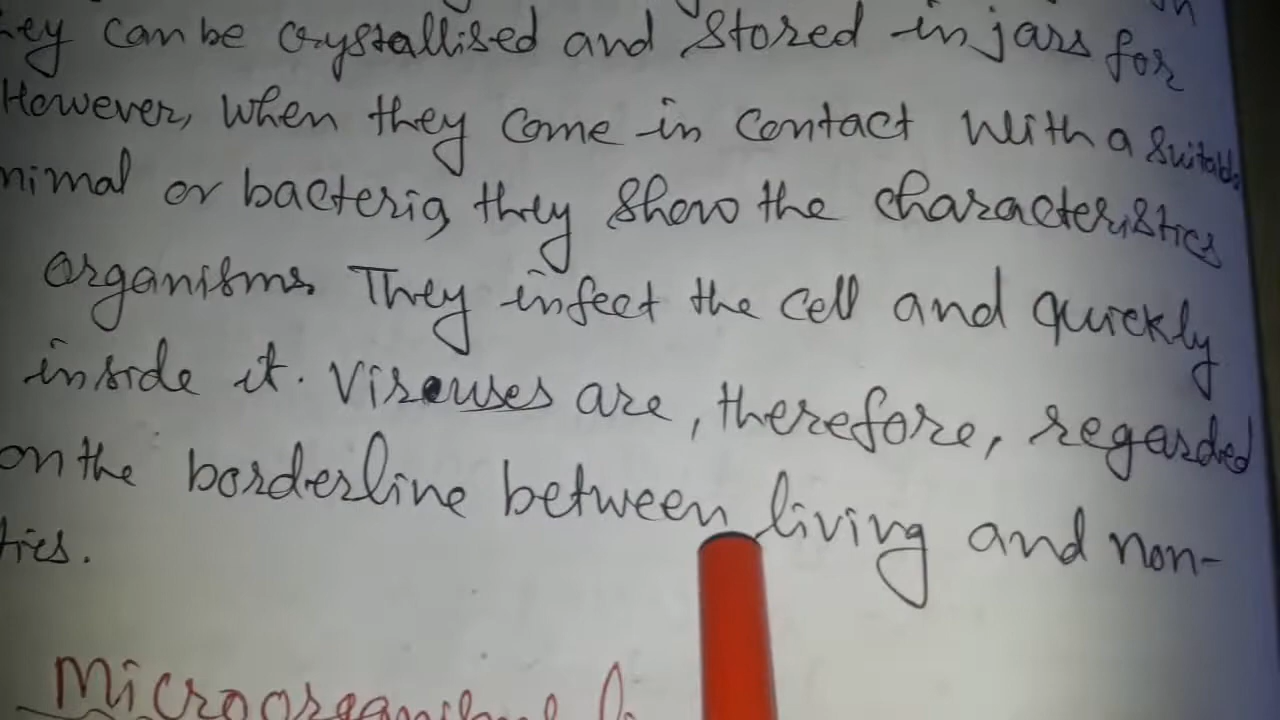 hey can be crystallised and stored in jars for
However, when they come in contact with a suitabl
nimal or bacteria, they show the characteristics
organisms. They infect the cell and quickly
inside it. Viruses are, therefore, regarded
on the borderline between living and non-
ties.
Microorganism